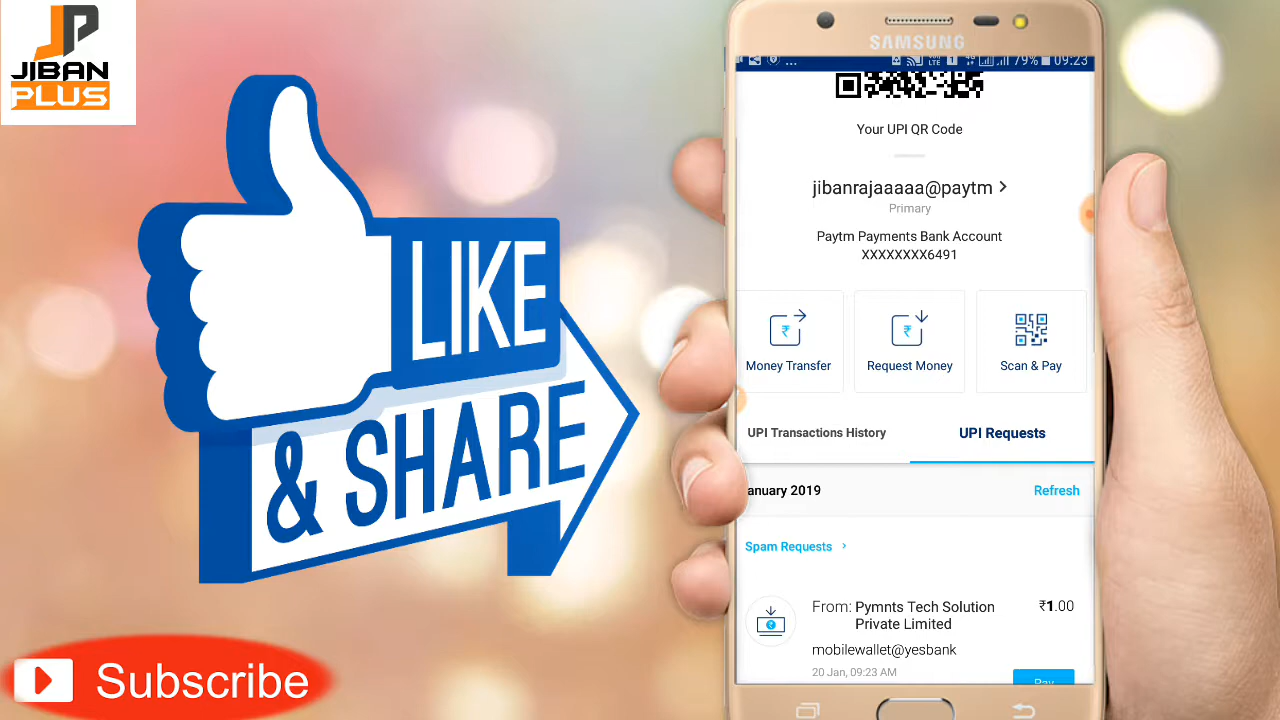 JP
JIBAN
PLUS
LIKE
& SHARE
Subscribe
SAMSUNG
79% 09:23
Your UPI QR Code
jibanrajaaaaa@paytm
Primary
Paytm Payments Bank Account
XXXXXXXX6491
Money Transfer
Request Money
Scan & Pay
UPI Transactions History
UPI Requests
anuary 2019
Refresh
Spam Requests
From: Pymnts Tech Solution
Private Limited
₹1.00
mobilewallet@yesbank
20 Jan, 09:23 AM
Pay